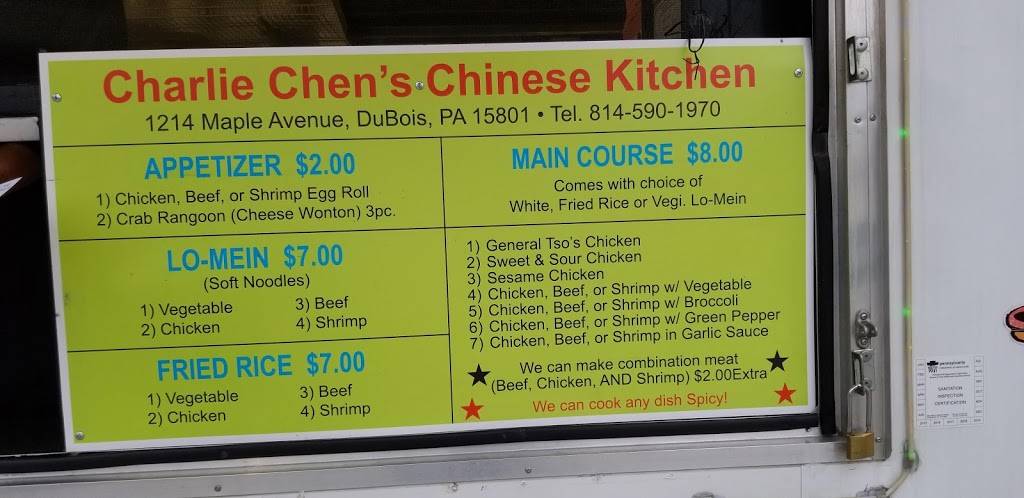 Charlie Chen's Chinese Kitchen
1214 Maple Avenue, DuBois, PA 15801 • Tel. 814-590-1970
APPETIZER $2.00
1) Chicken, Beef, or Shrimp Egg Roll
2) Crab Rangoon (Cheese Wonton) 3pc.
LO-MEIN $7.00
(Soft Noodles)
1) Vegetable 3) Beef
2) Chicken 4) Shrimp
FRIED RICE $7.00
1) Vegetable 3) Beef
2) Chicken 4) Shrimp
MAIN COURSE $8.00
Comes with choice of
White, Fried Rice or Vegi. Lo-Mein
1) General Tso's Chicken
2) Sweet & Sour Chicken
3) Sesame Chicken
4) Chicken, Beef, or Shrimp w/ Vegetable
5) Chicken, Beef, or Shrimp w/ Broccoli
6) Chicken, Beef, or Shrimp w/ Green Pepper
7) Chicken, Beef, or Shrimp in Garlic Sauce
We can make combination meat
(Beef, Chicken, AND Shrimp) $2.00Extra
We can cook any dish Spicy!
pennsylvania
SANITATION
INSPECTION
CERTIFICATION